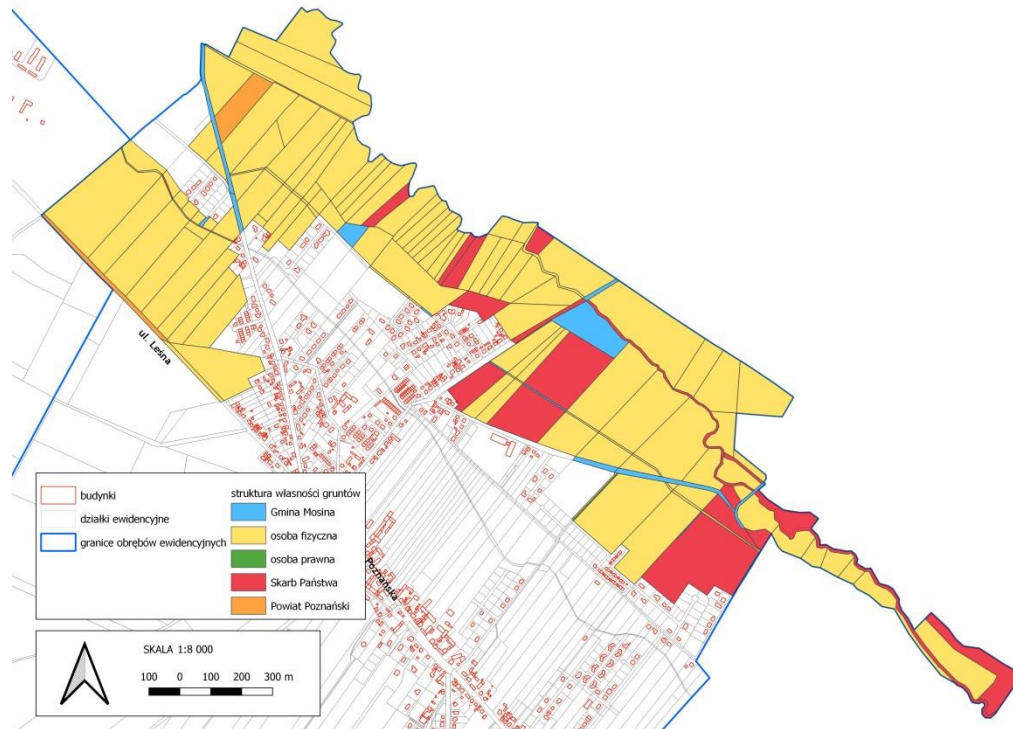 ul. Leśna
Poznańska
budynki
działki ewidencyjne
granice obrębów ewidencyjnych
struktura własności gruntów
Gmina Mosina
osoba fizyczna
osoba prawna
Skarb Państwa
Powiat Poznański
SKALA 1:8 000
100 0 100 200 300 m